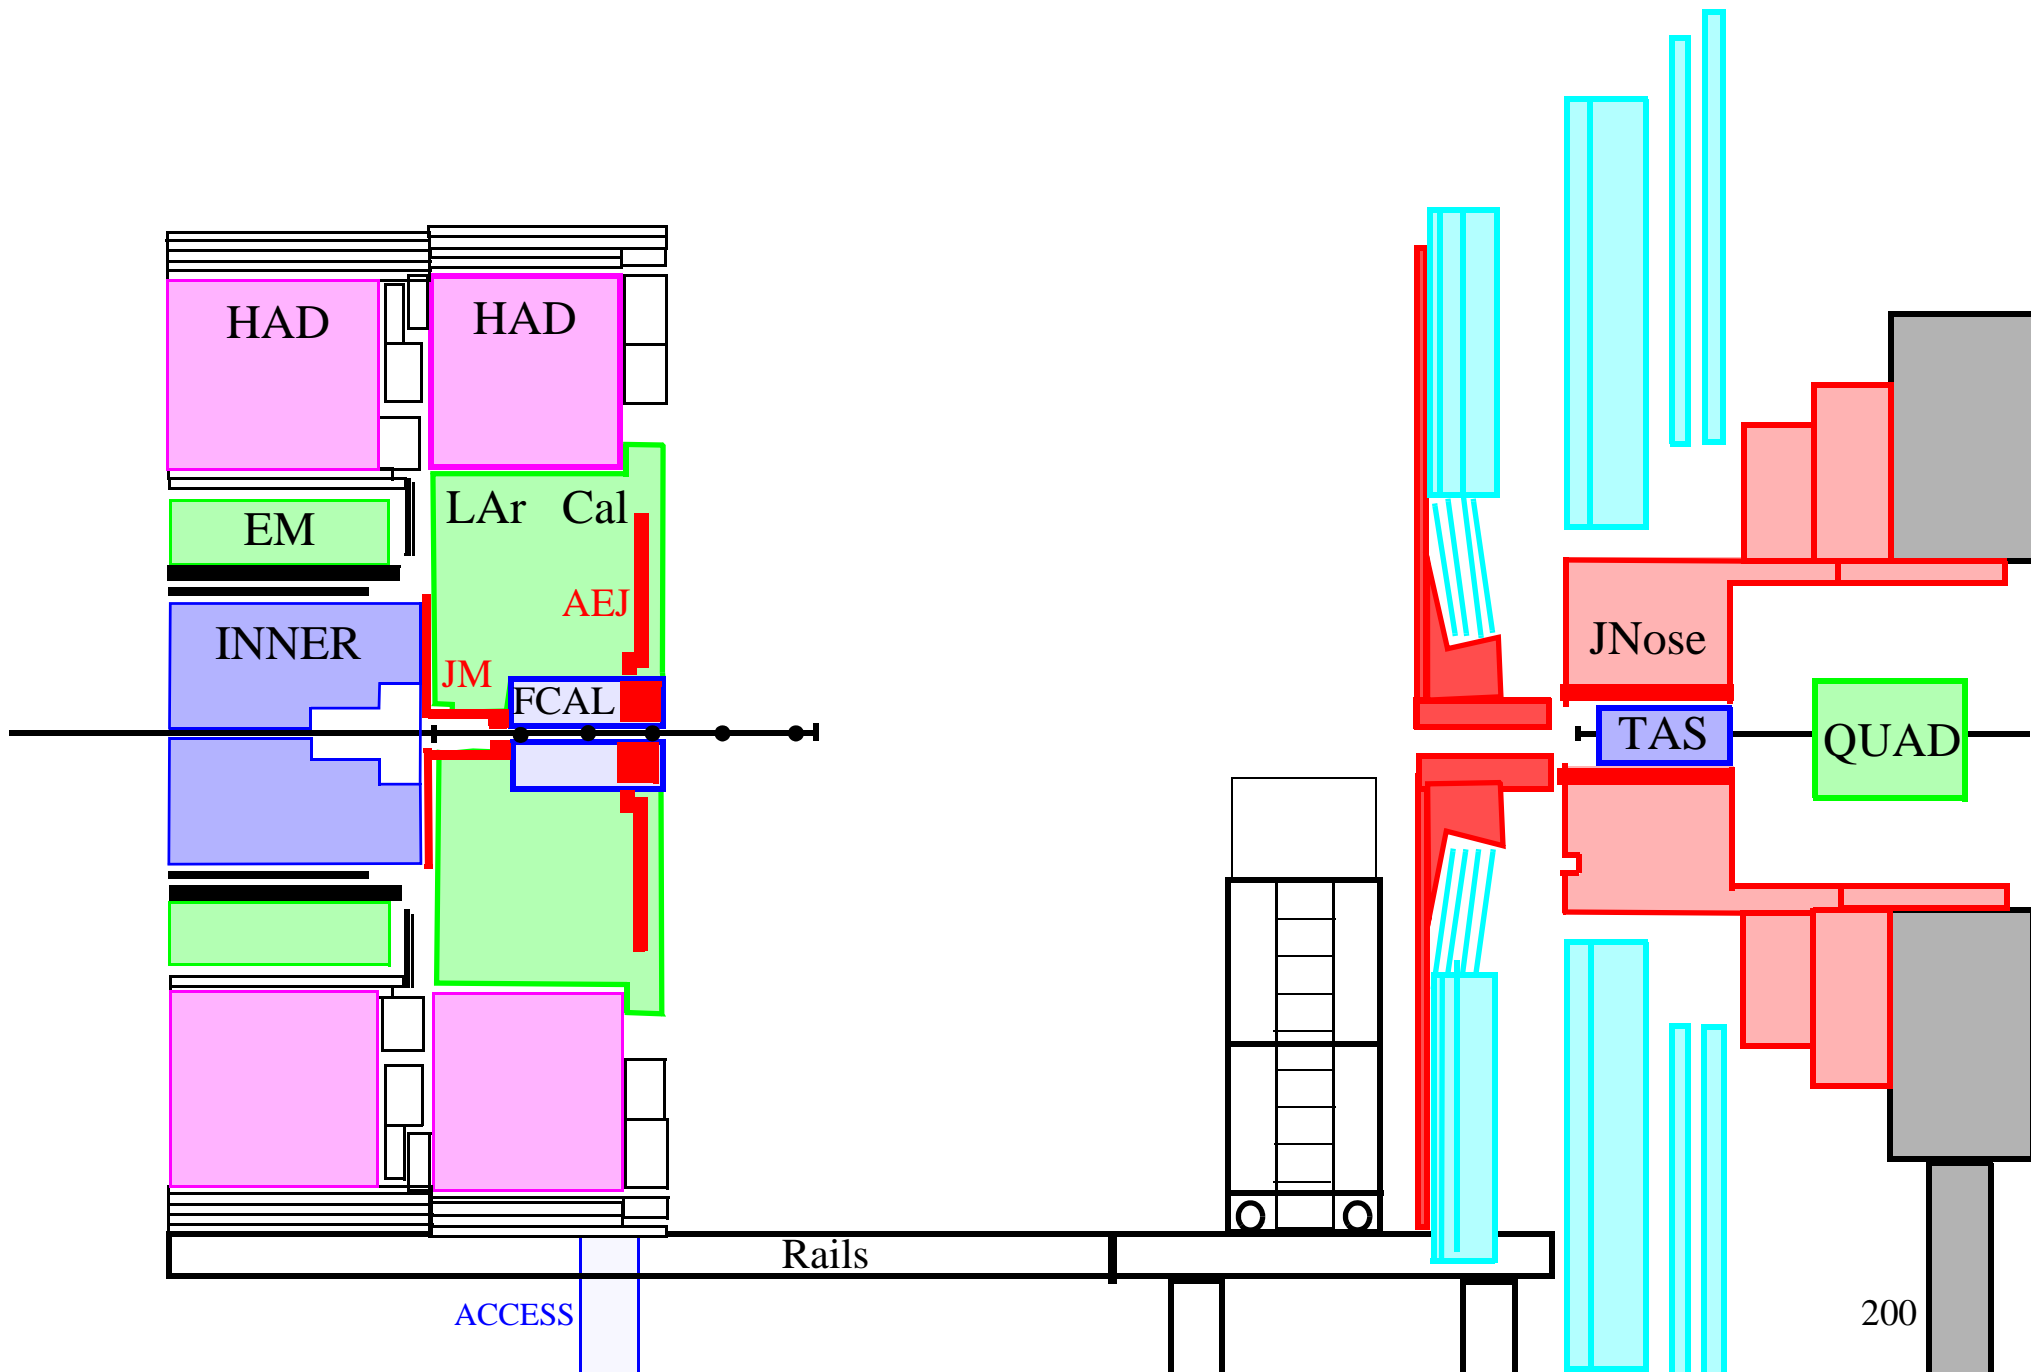 HAD HAD
LAr Cal
EM
AEJ
INNER
JNose
JM
FCAL
TAS
QUAD
Rails
ACCESS
200